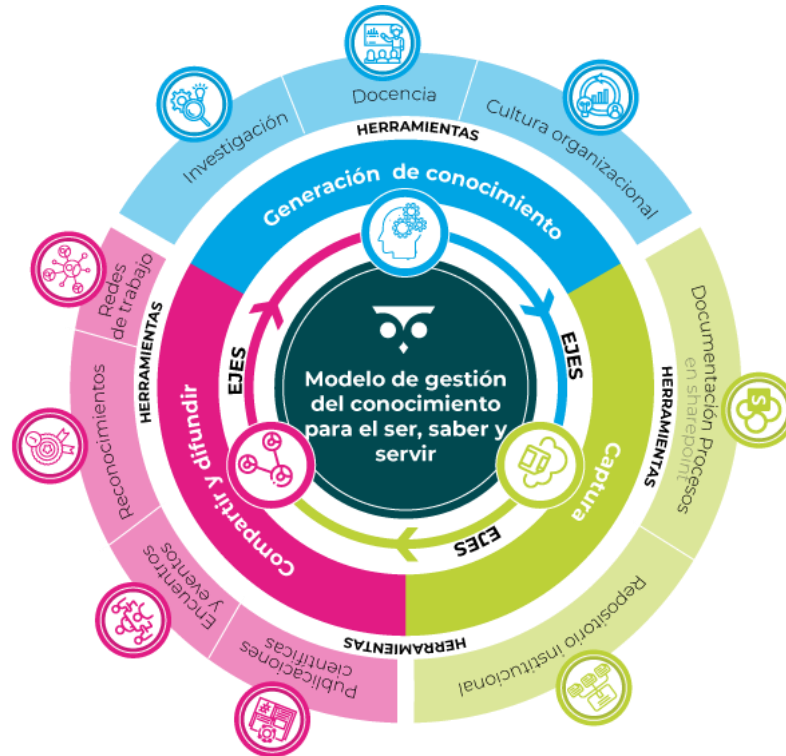 Investigación
Docencia
Cultura organizacional
HERRAMIENTAS
Generación de conocimiento
Redes
de trabajo
Reconocimientos
Encuentros
y eventos
Publicaciones
científicas
HERRAMIENTAS
HERRAMIENTAS
Compartir y difundir
EJES
EJES
EJES
Modelo de gestión
del conocimiento
para el ser, saber y
servir
Captura
HERRAMIENTAS
Documentación Procesos
en sharepoint
S
Repositorio institucional